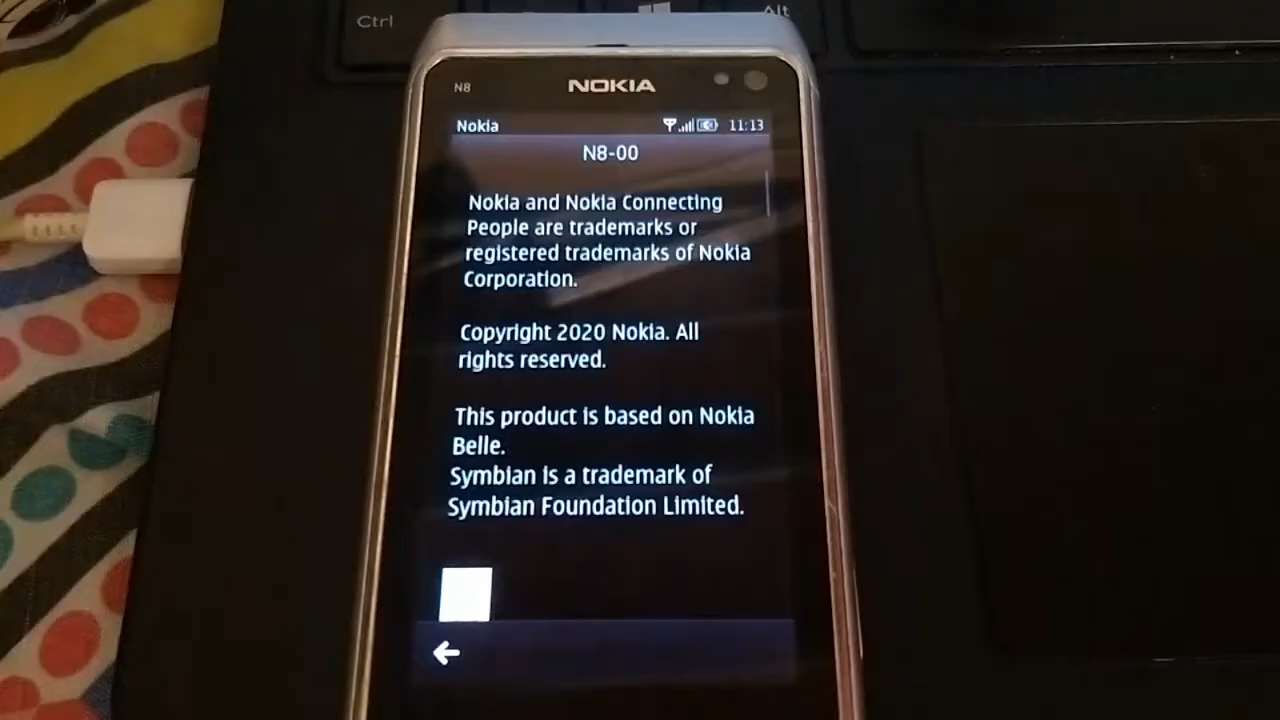 Ctrl
Alt
N8
NOKIA
Nokia
11:13
N8-00
Nokia and Nokia Connecting
People are trademarks or
registered trademarks of Nokia
Corporation.
Copyright 2020 Nokia. All
rights reserved.
This product is based on Nokia
Belle.
Symbian is a trademark of
Symbian Foundation Limited.